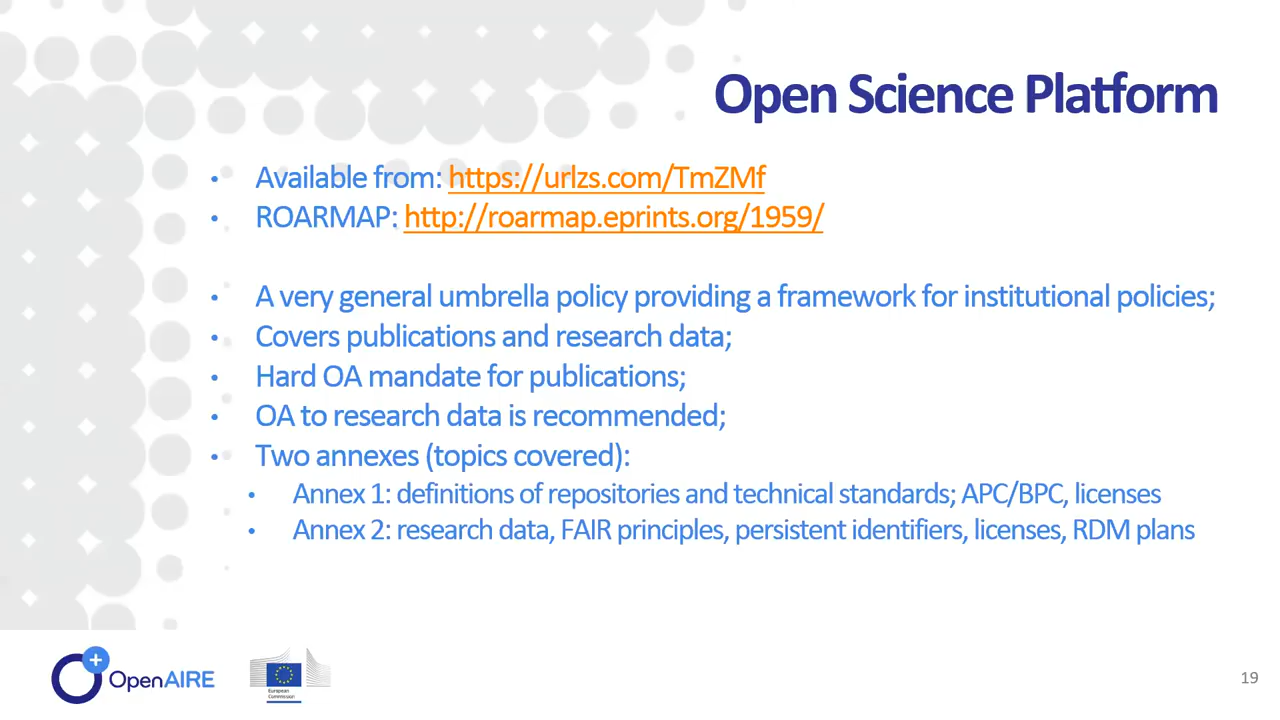 Open Science Platform
• Available from: https://urlzs.com/TmZMf
• ROARMAP: http://roarmap.eprints.org/1959/
• A very general umbrella policy providing a framework for institutional policies;
• Covers publications and research data;
• Hard OA mandate for publications;
• OA to research data is recommended;
• Two annexes (topics covered):
• Annex 1: definitions of repositories and technical standards; APC/BPC, licenses
• Annex 2: research data, FAIR principles, persistent identifiers, licenses, RDM plans
OpenAIRE
European
Commission
19